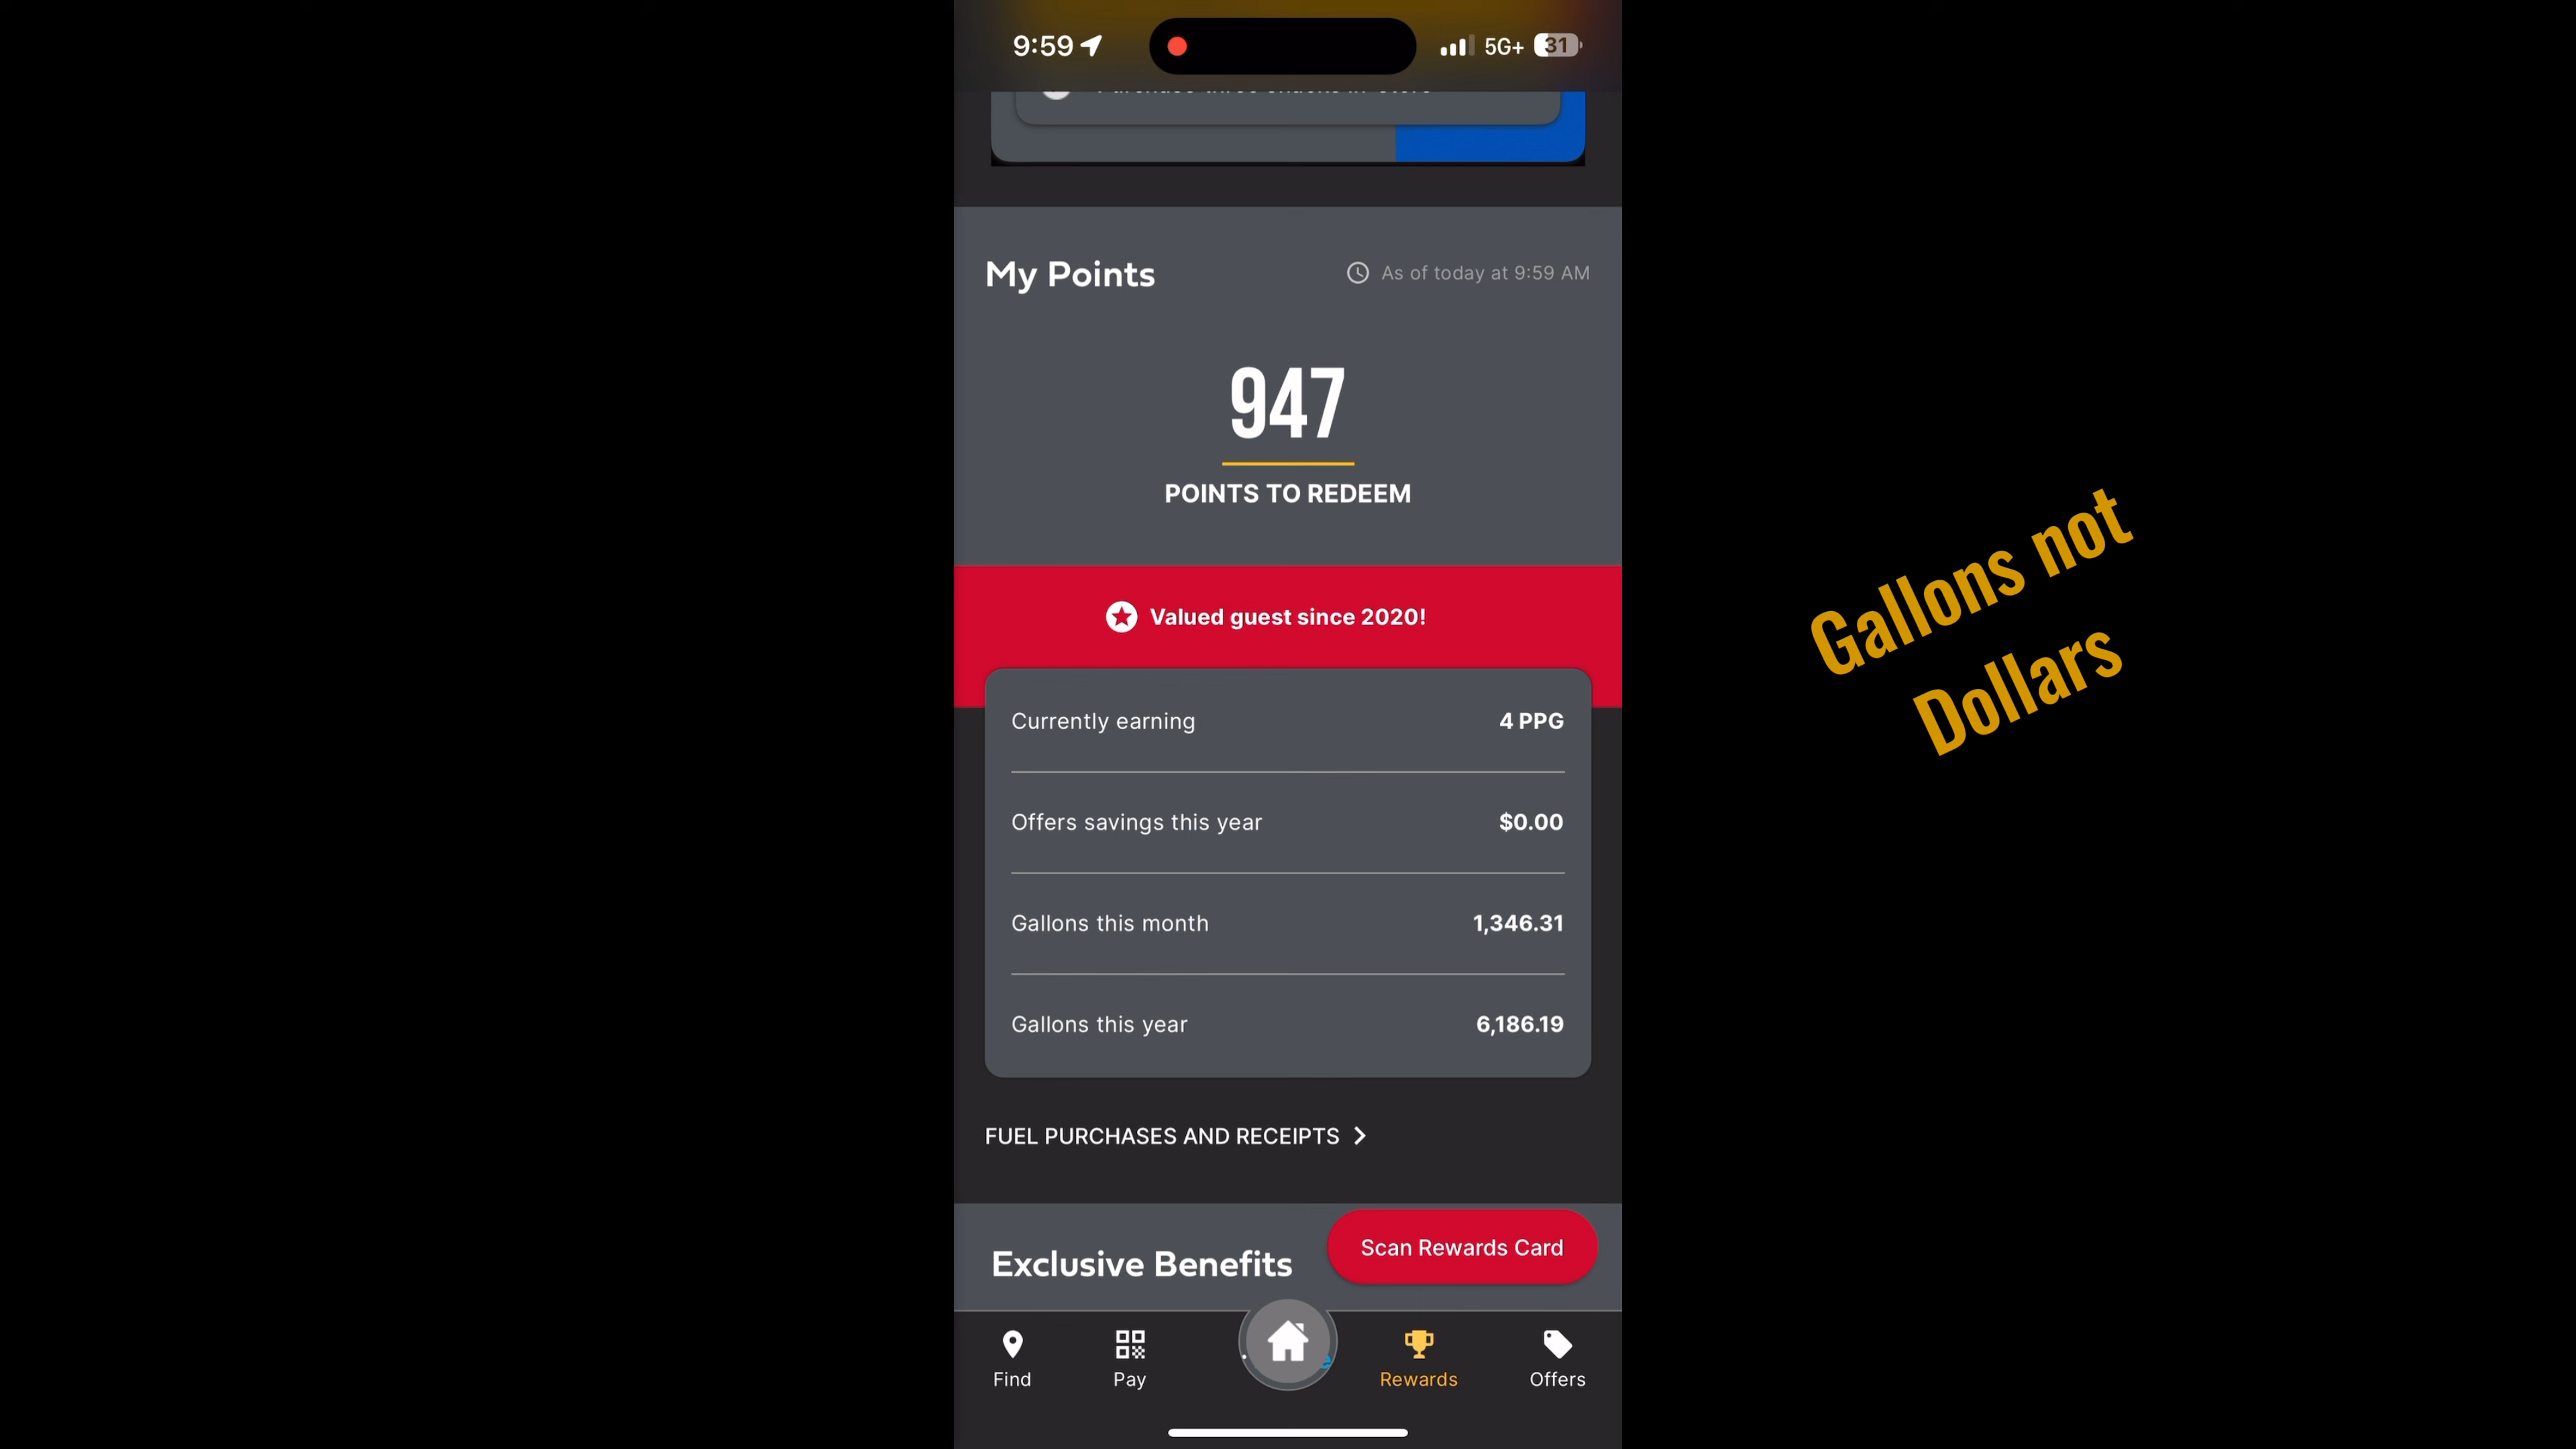 9:59
5G+ 31
My Points
As of today at 9:59 AM
947
POINTS TO REDEEM
Valued guest since 2020!
Currently earning 4 PPG
Offers savings this year $0.00
Gallons this month 1,346.31
Gallons this year 6,186.19
FUEL PURCHASES AND RECEIPTS
Exclusive Benefits
Scan Rewards Card
Find
Pay
Rewards
Offers
Gallons not
Dollars